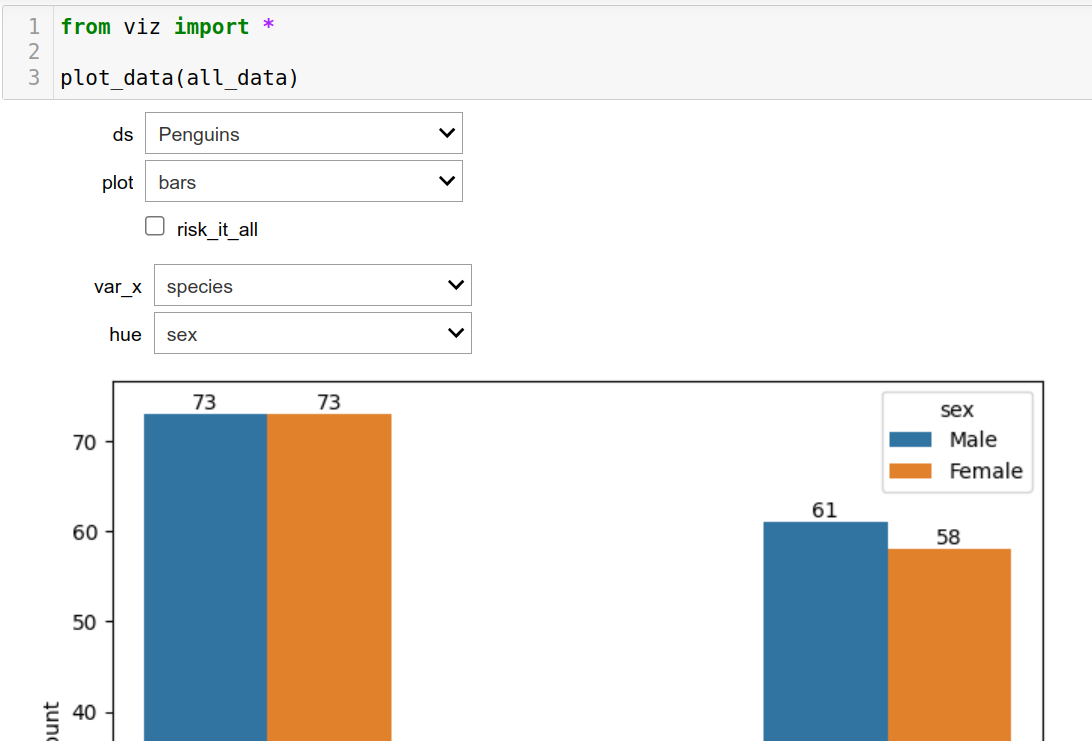 1 from viz import *
2
3 plot_data(all_data)
ds Penguins
plot bars
risk_it_all
var_x species
hue sex
73 73
sex
Male
Female
70
61
60
58
50
40